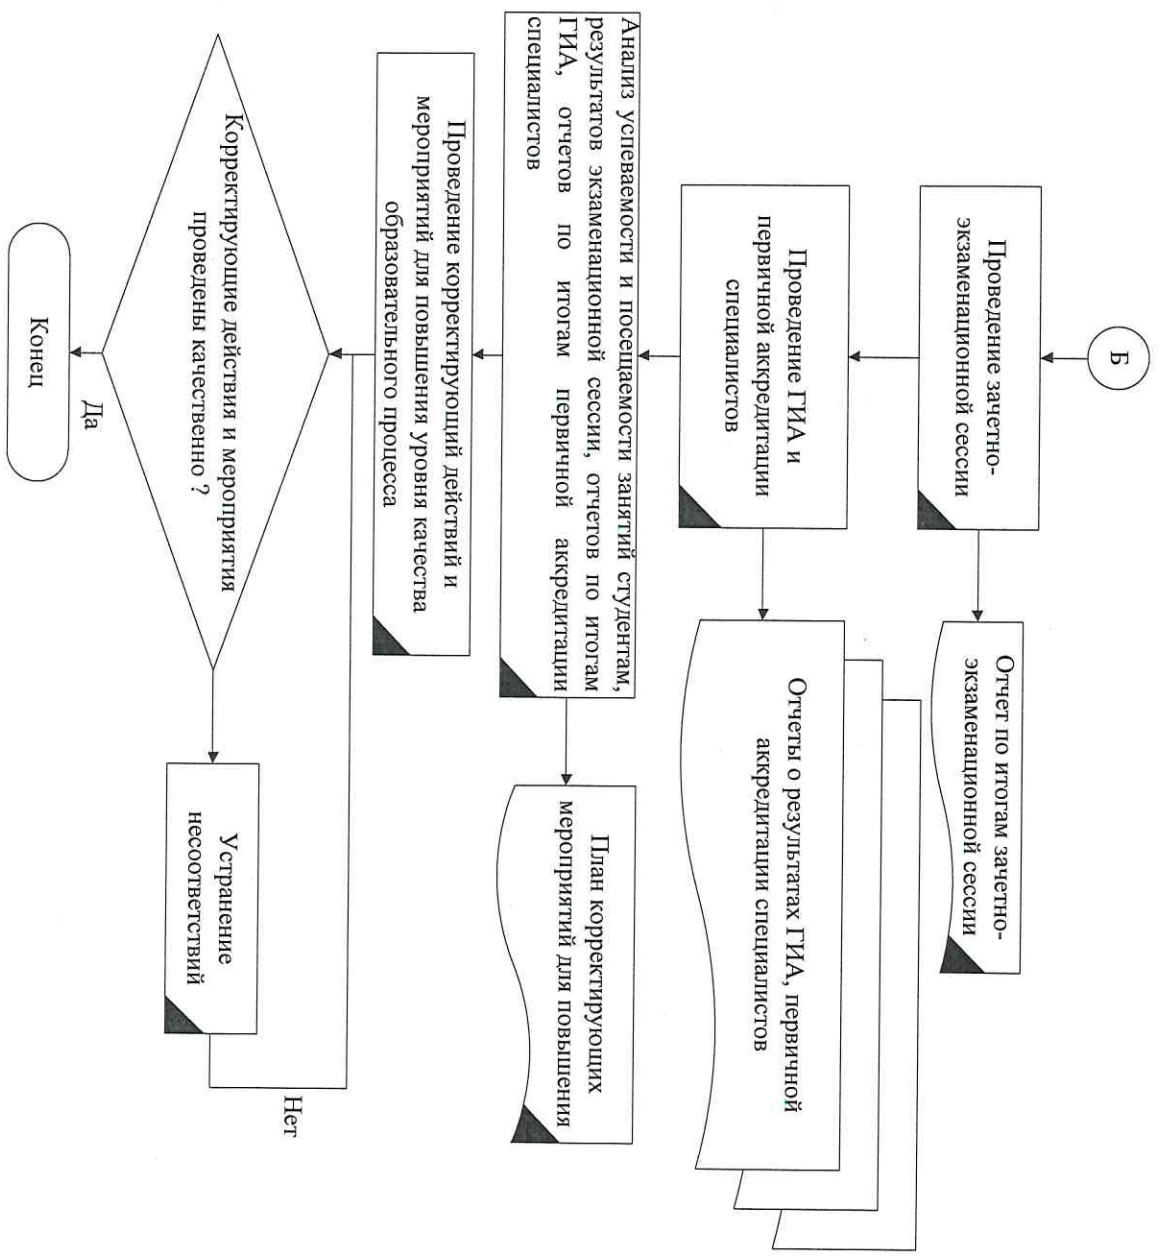 Б
Проведение зачетно-
экзаменационной сессии
Отчет по итогам зачетно-
экзаменационной сессии
Проведение ГИА и
первичной аккредитации
специалистов
Отчеты о результатах ГИА, первичной
аккредитации специалистов
Анализ успеваемости и посещаемости занятий студентам,
результатов экзаменационной сессии, отчетов по итогам
ГИА, отчетов по итогам первичной аккредитации
специалистов
План корректирующих
мероприятий для повышения
Проведение корректирующий действий и
мероприятий для повышения уровня качества
образовательного процесса
Корректирующие действия и мероприятия
проведены качественно ?
Устранение
несоответствий
Нет
Да
Конец